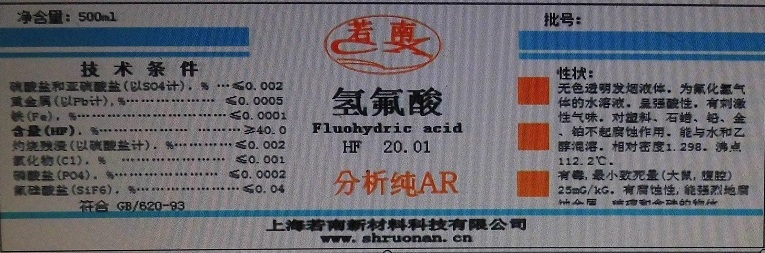 净含量：500ml
技术条件
硫酸盐和亚硫酸盐(以SO4计)．% …≤0.002
重金属(以Pb计),%……………≤0.0005
铁(Fe)．%………………≤0.0001
含量(HF)．%………………≥40.0
灼烧残渣(以硫酸盐计)．%……≤0.002
氯化物(Cl)．%………………≤0.001
磷酸盐(PO4)．%……………≤0.0002
氟硅酸盐(SiF6)．%…………≤0.04
符合 GB/620-93
若南
氢氟酸
Fluohydric acid
HF 20.01
分析纯AR
批号：
性状：
无色透明发烟液体．为氟化氢气
体的水溶液．呈强酸性．有刺激
性气味．对塑料、石蜡、铅、金
、铂不起腐蚀作用．能与水和乙
醇混溶．相对密度1.298．沸点
112.2℃．
有毒,最小致死量(大鼠,腹腔)
25mG/kG．有腐蚀性,能强烈地腐
上海若南新材料科技有限公司
www.shruonan.cn